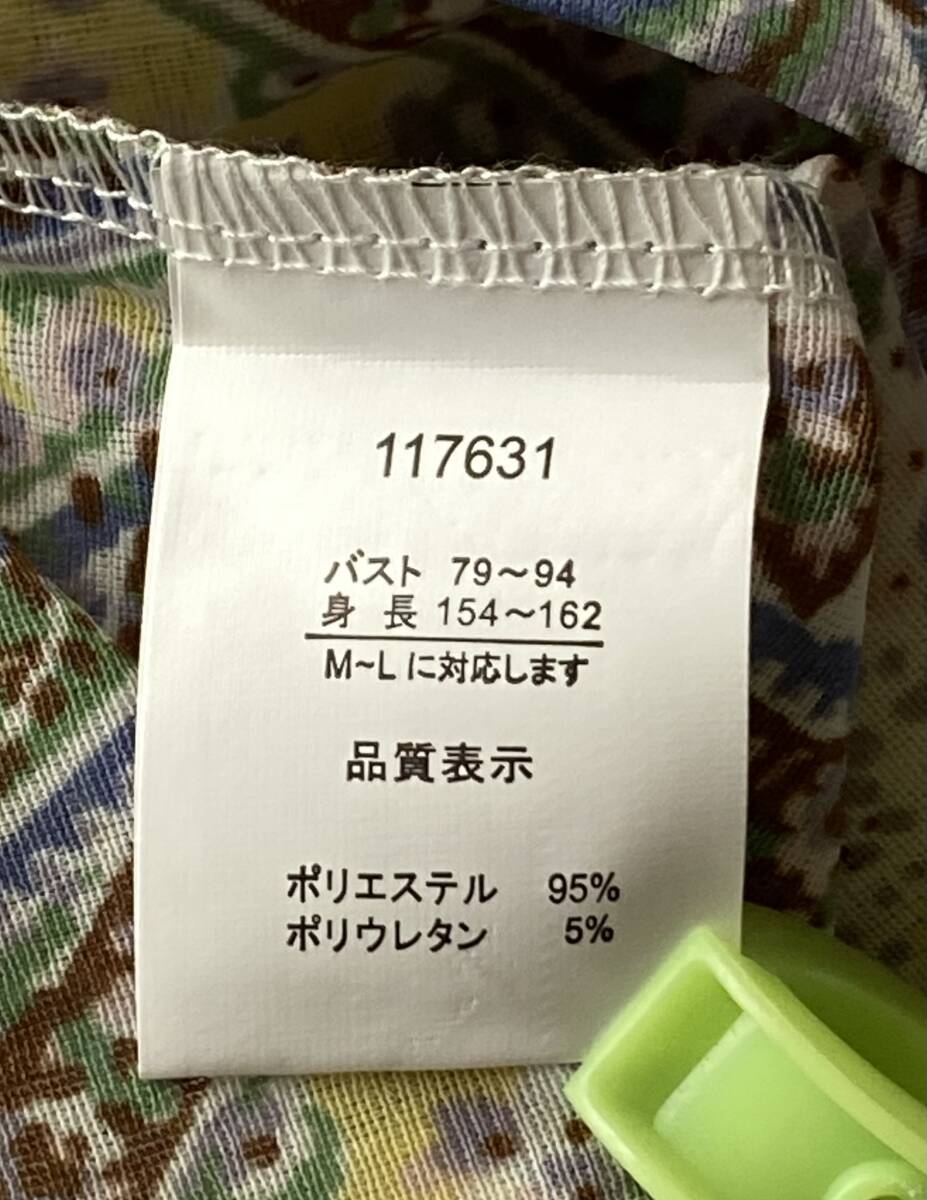 117631
バスト 79～94
身 長 154～162
M~L に対応します
品質表示
ポリエステル 95%
ポリウレタン 5%